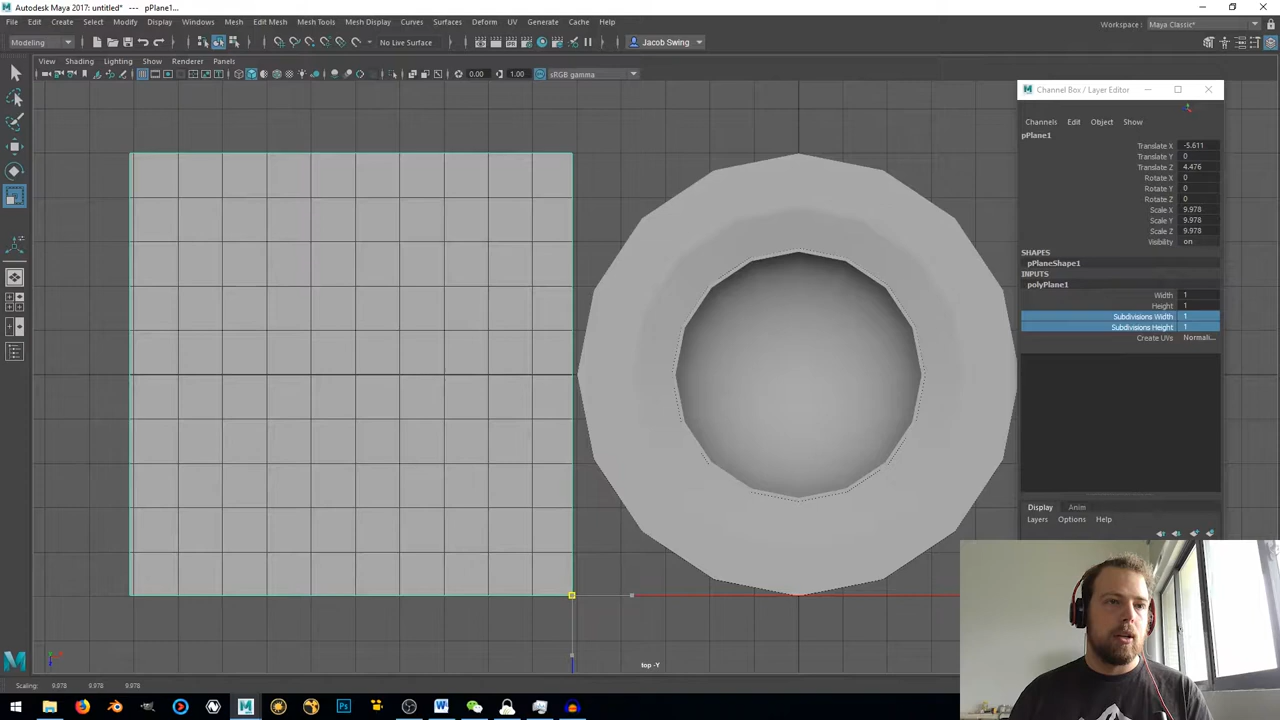 Autodesk Maya 2017: untitled* --- pPlane1...
File Edit Create Select Modify Display Windows Mesh Edit Mesh Mesh Tools Mesh Display Curves Surfaces Deform UV Generate Cache Help
Workspace: Maya Classic*
Modeling
No Live Surface
Jacob Swing
View Shading Lighting Show Renderer Panels
0.00
1.00
sRGB gamma
Channel Box / Layer Editor
Channels Edit Object Show
pPlane1
Translate X -5.611
Translate Y 0
Translate Z 4.476
Rotate X 0
Rotate Y 0
Rotate Z 0
Scale X 9.978
Scale Y 9.978
Scale Z 9.978
Visibility on
SHAPES
pPlaneShape1
INPUTS
polyPlane1
Width 1
Height 1
Subdivisions Width 1
Subdivisions Height 1
Create UVs Normali...
Display Anim
Layers Options Help
top -Y
Scaling: 9.978 9.978 9.978